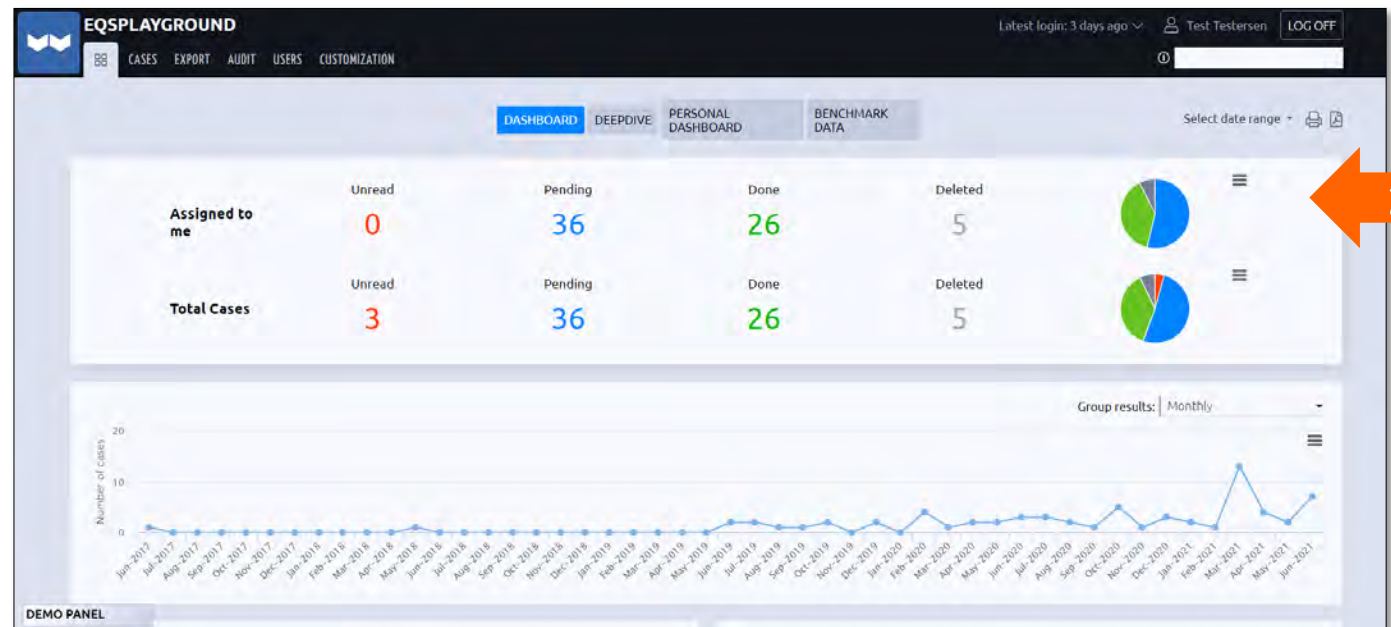 EQSPLAYGROUND
Latest login: 3 days ago
Test Testersen
LOG OFF
CASES EXPORT AUDIT USERS CUSTOMIZATION
DASHBOARD DEEPDIVE PERSONAL DASHBOARD BENCHMARK DATA
Select date range
Unread Pending Done Deleted
Assigned to me
0 36 26 5
Unread Pending Done Deleted
Total Cases
3 36 26 5
Group results: Monthly
Number of cases
20
10
0
Jun-2017 Jul-2017 Aug-2017 Sep-2017 Oct-2017 Nov-2017 Dec-2017 Jan-2018 Feb-2018 Mar-2018 Apr-2018 May-2018 Jun-2018 Jul-2018 Aug-2018 Sep-2018 Oct-2018 Nov-2018 Dec-2018 Jan-2019 Feb-2019 Mar-2019 Apr-2019 May-2019 Jun-2019 Jul-2019 Aug-2019 Sep-2019 Oct-2019 Nov-2019 Dec-2019 Jan-2020 Feb-2020 Mar-2020 Apr-2020 May-2020 Jun-2020 Jul-2020 Aug-2020 Sep-2020 Oct-2020 Nov-2020 Dec-2020 Jan-2021 Feb-2021 Mar-2021 Apr-2021 May-2021 Jun-2021
DEMO PANEL